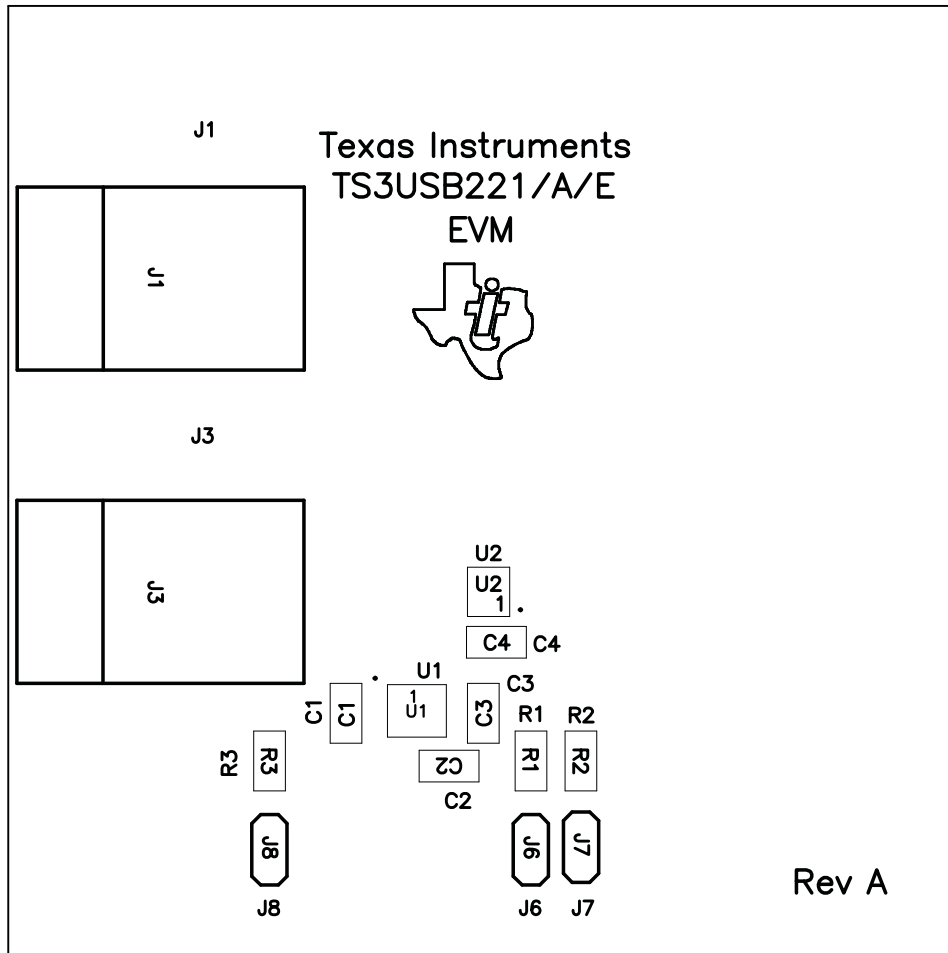 J1
Texas Instruments
TS3USB221/A/E
EVM
J1
J3
J3
U2
U2
1
C4 C4
U1
1
U1
C1 C1
C3
C3
R1 R2
R3 R3
R1 R2
C2
C2
J8 J6 J7
Rev A
J8 J6 J7